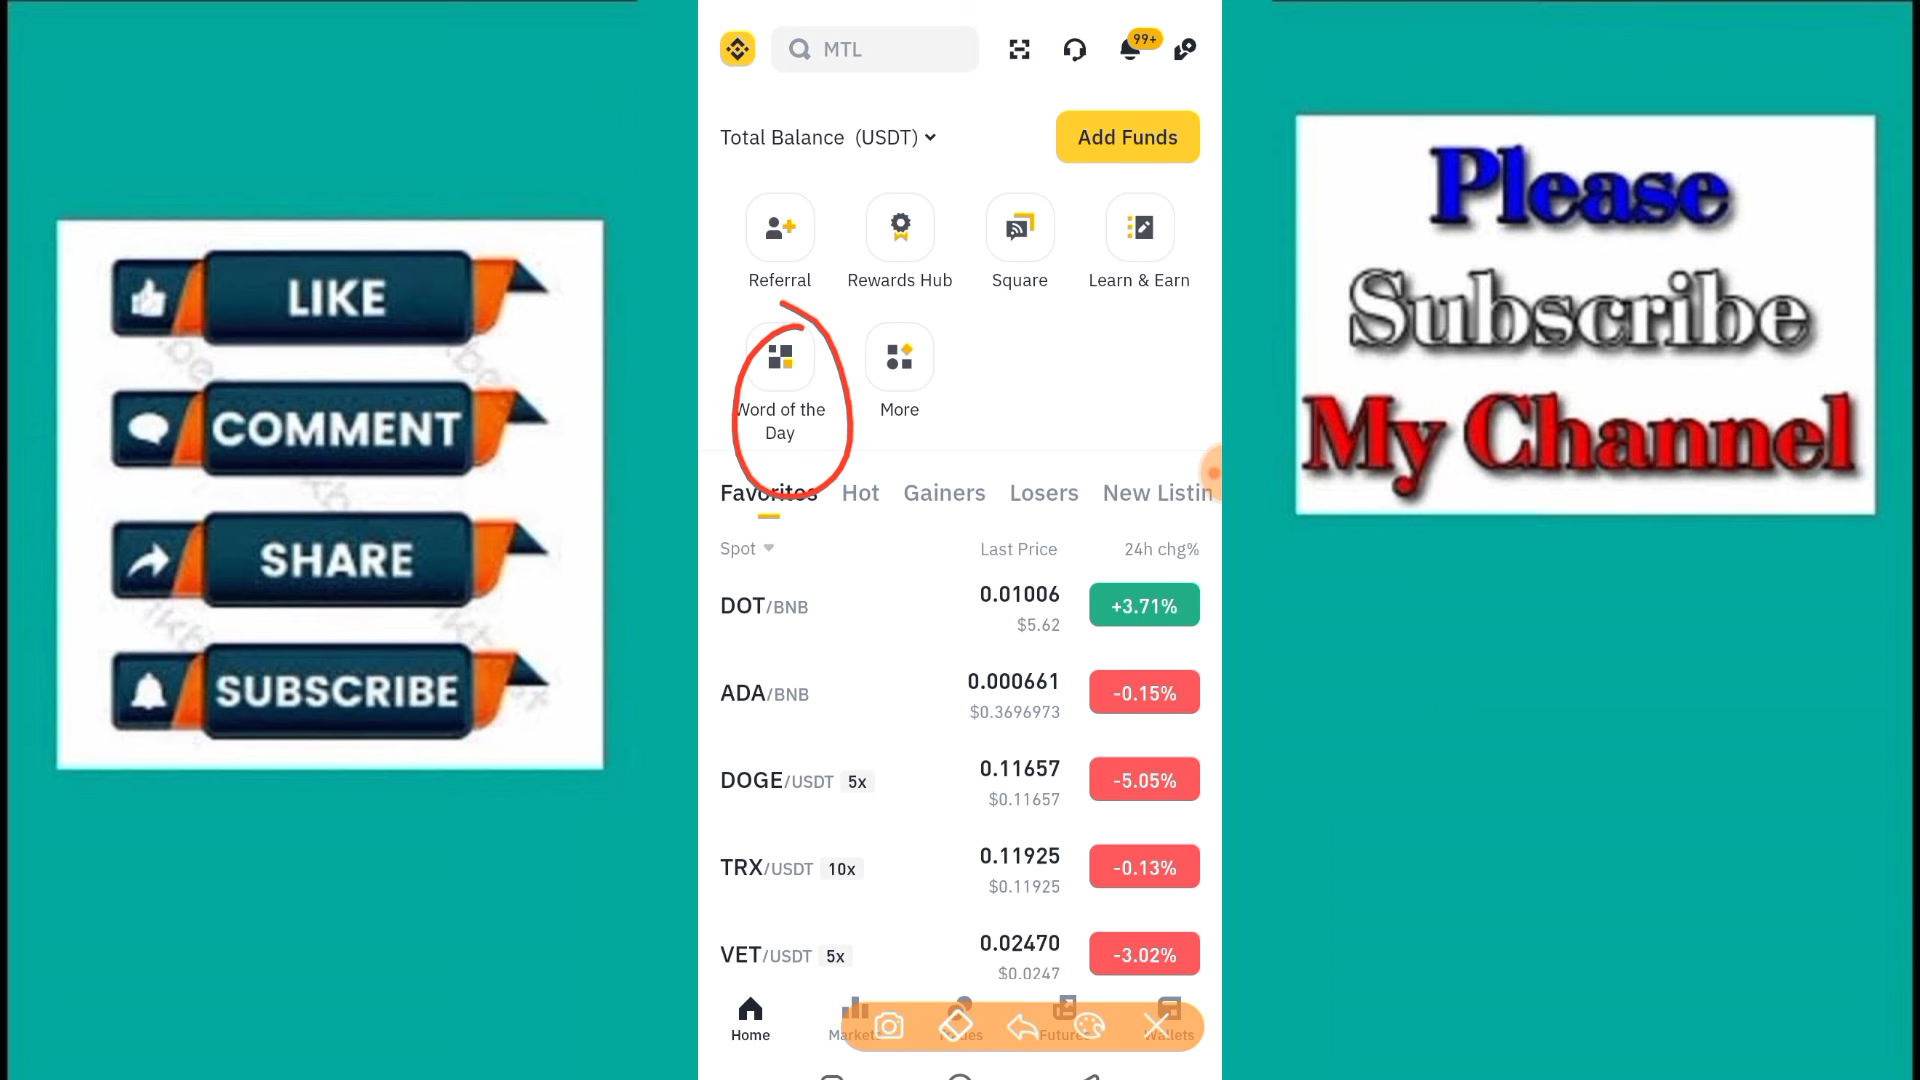 LIKE
COMMENT
SHARE
SUBSCRIBE
MTL
99+
Total Balance (USDT)
Add Funds
Referral
Rewards Hub
Square
Learn & Earn
Word of the
Day
More
Favorites Hot Gainers Losers New Listin
Spot Last Price 24h chg%
DOT/BNB 0.01006 +3.71%
$5.62
ADA/BNB 0.000661 -0.15%
$0.3696973
DOGE/USDT 5x 0.11657 -5.05%
$0.11657
TRX/USDT 10x 0.11925 -0.13%
$0.11925
VET/USDT 5x 0.02470 -3.02%
$0.0247
Home Markets Futures Wallets
Please
Subscribe
My Channel